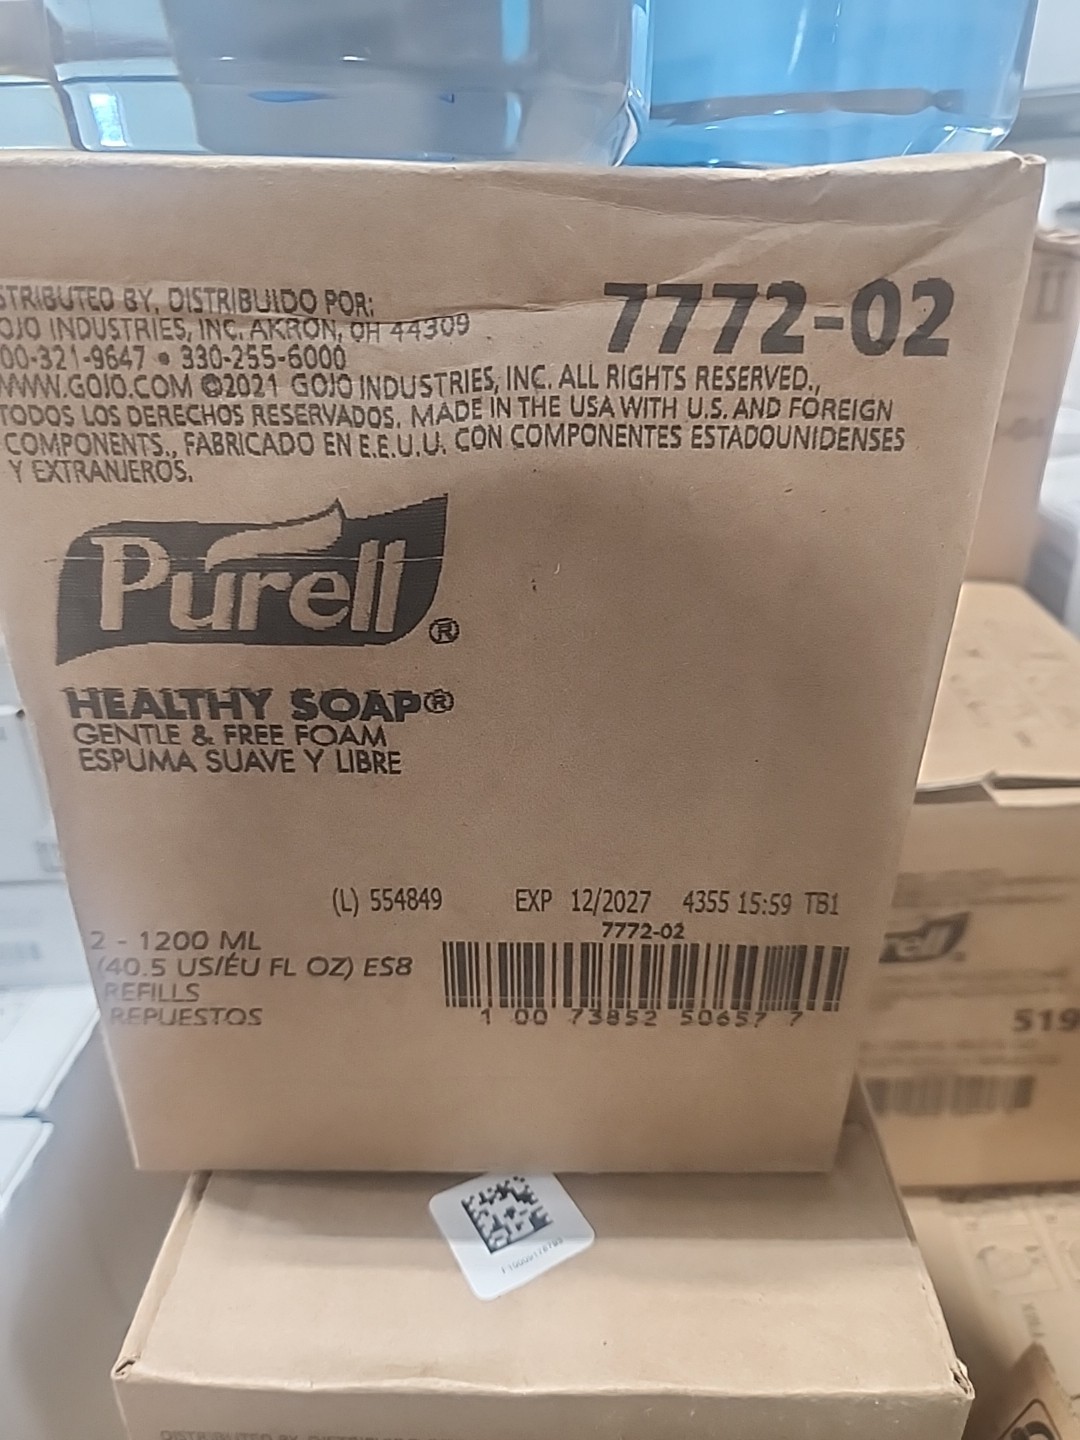 STRIBUTED BY, DISTRIBUIDO POR:
OJO INDUSTRIES, INC, AKRON, OH 44309
00-321-9647 • 330-255-6000
WWW.GOJO.COM ©2021 GOJO INDUSTRIES, INC. ALL RIGHTS RESERVED.,
TODOS LOS DERECHOS RESERVADOS. MADE IN THE USA WITH U.S. AND FOREIGN
COMPONENTS., FABRICADO EN E.E.U.U. CON COMPONENTES ESTADOUNIDENSES
Y EXTRANJEROS.
7772-02
Purell®
HEALTHY SOAP®
GENTLE & FREE FOAM
ESPUMA SUAVE Y LIBRE
(L) 554849 EXP 12/2027 4355 15:59 TB1
2 - 1200 ML
(40.5 US/ÉU FL OZ) ES8
REFILLS
REPUESTOS
7772-02
1 00 73852 50657 7
rell
519